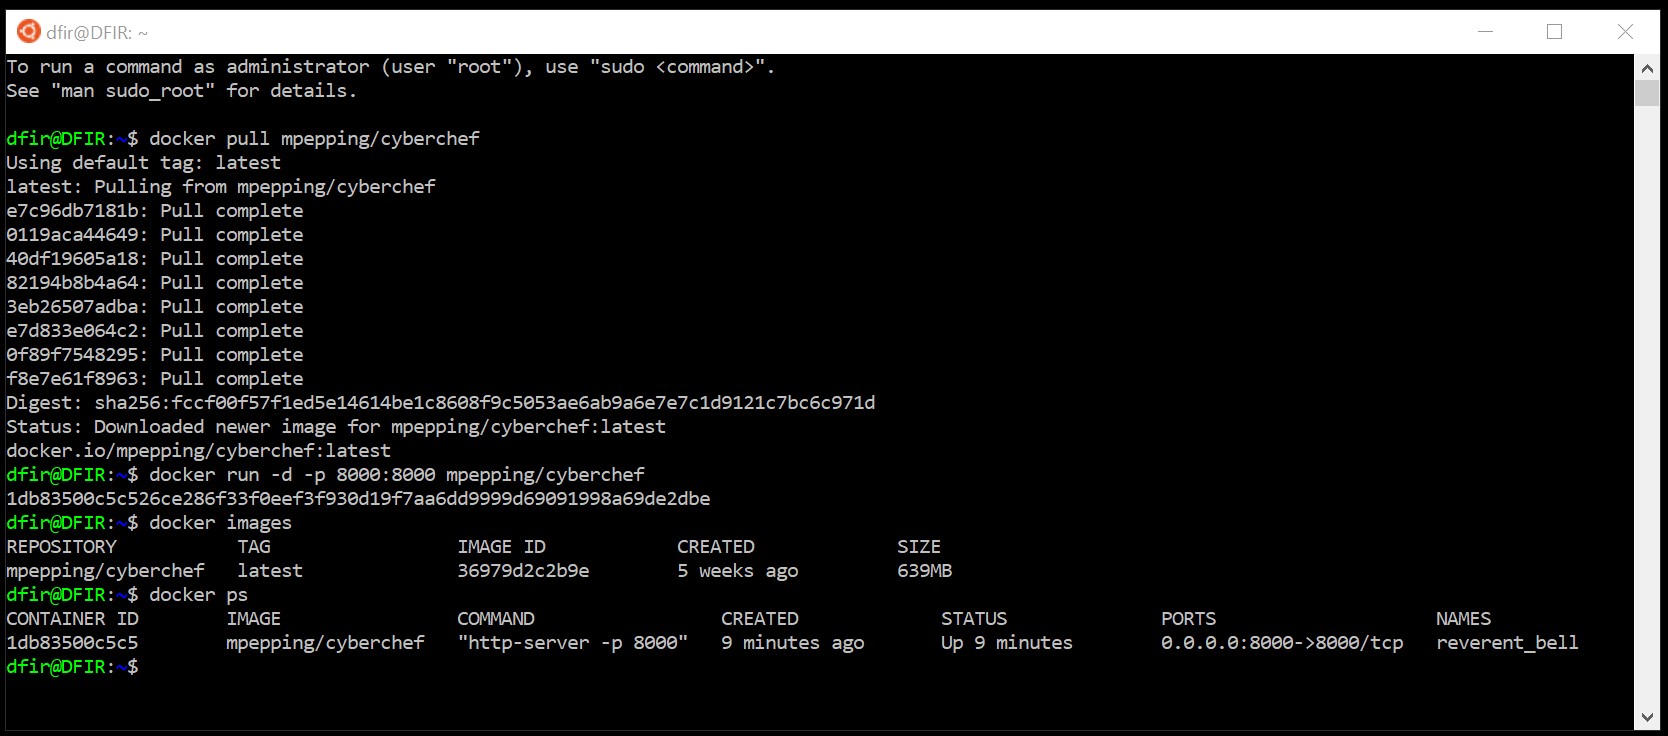 dfir@DFIR: ~
To run a command as administrator (user "root"), use "sudo <command>".
See "man sudo_root" for details.
dfir@DFIR:~$ docker pull mpepping/cyberchef
Using default tag: latest
latest: Pulling from mpepping/cyberchef
e7c96db7181b: Pull complete
0119aca44649: Pull complete
40df19605a18: Pull complete
82194b8b4a64: Pull complete
3eb26507adba: Pull complete
e7d833e064c2: Pull complete
0f89f7548295: Pull complete
f8e7e61f8963: Pull complete
Digest: sha256:fccf00f57f1ed5e14614be1c8608f9c5053ae6ab9a6e7e7c1d9121c7bc6c971d
Status: Downloaded newer image for mpepping/cyberchef:latest
docker.io/mpepping/cyberchef:latest
dfir@DFIR:~$ docker run -d -p 8000:8000 mpepping/cyberchef
1db83500c5c526ce286f33f0eef3f930d19f7aa6dd9999d69091998a69de2dbe
dfir@DFIR:~$ docker images
REPOSITORY TAG IMAGE ID CREATED SIZE
mpepping/cyberchef latest 36979d2c2b9e 5 weeks ago 639MB
dfir@DFIR:~$ docker ps
CONTAINER ID IMAGE COMMAND CREATED STATUS PORTS NAMES
1db83500c5c5 mpepping/cyberchef "http-server -p 8000" 9 minutes ago Up 9 minutes 0.0.0.0:8000->8000/tcp reverent_bell
dfir@DFIR:~$